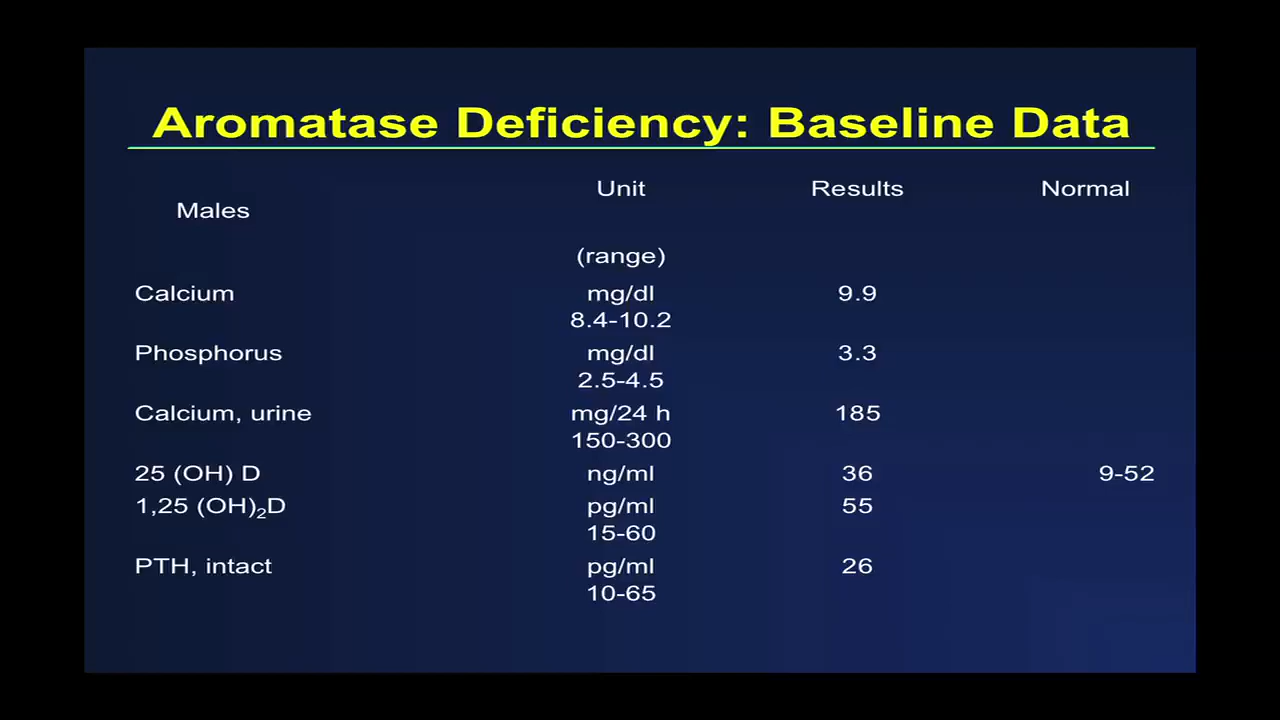 Aromatase Deficiency: Baseline Data
Unit Results Normal
Males
(range)
Calcium mg/dl 9.9
8.4-10.2
Phosphorus mg/dl 3.3
2.5-4.5
Calcium, urine mg/24 h 185
150-300
25 (OH) D ng/ml 36 9-52
1,25 (OH)₂D pg/ml 55
15-60
PTH, intact pg/ml 26
10-65